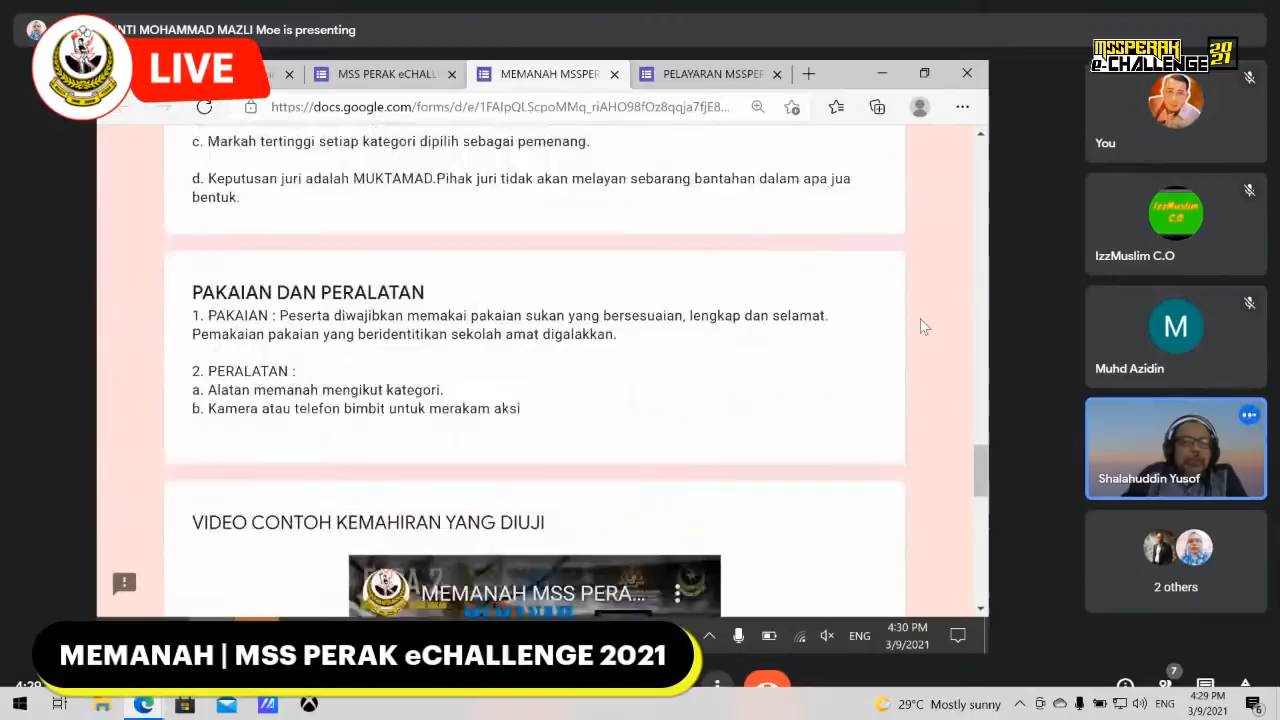 NTI MOHAMMAD MAZLI Moe is presenting
LIVE
MSSPERAK
e-CHALLENGE
2021
MSS PERAK eCHALL
MEMANAH MSSPER
PELAYARAN MSSPER
https://docs.google.com/forms/d/e/1FAIpQLScpoMMq_riAHO98fOz8qqja7fjE8...
c. Markah tertinggi setiap kategori dipilih sebagai pemenang.
d. Keputusan juri adalah MUKTAMAD.Pihak juri tidak akan melayan sebarang bantahan dalam apa jua
bentuk.
PAKAIAN DAN PERALATAN
1. PAKAIAN : Peserta diwajibkan memakai pakaian sukan yang bersesuaian, lengkap dan selamat.
Pemakaian pakaian yang beridentitikan sekolah amat digalakkan.
2. PERALATAN :
a. Alatan memanah mengikut kategori.
b. Kamera atau telefon bimbit untuk merakam aksi
VIDEO CONTOH KEMAHIRAN YANG DIUJI
MEMANAH MSS PERA...
You
IzzMuslim C.O
IzzMuslim C.O
M
Muhd Azidin
Shalahuddin Yusof
2 others
ENG
4:30 PM
3/9/2021
MEMANAH | MSS PERAK eCHALLENGE 2021
7
29°C Mostly sunny
ENG
4:29 PM
3/9/2021
6